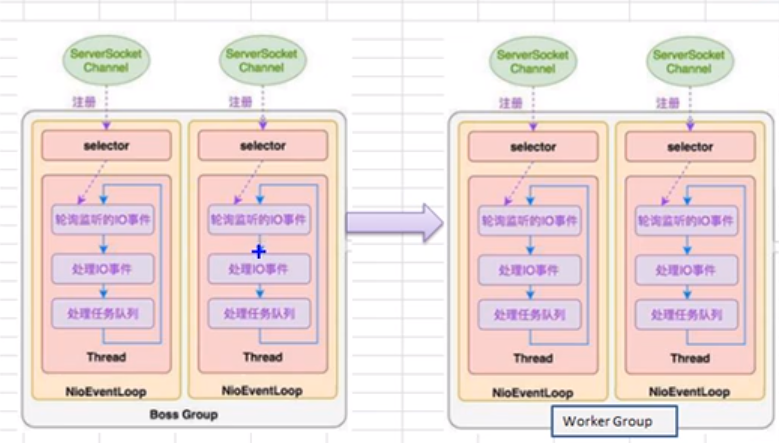 ServerSocket
Channel
ServerSocket
Channel
注册
注册
selector
selector
轮询监听的IO事件
轮询监听的IO事件
处理IO事件
处理IO事件
处理任务队列
处理任务队列
Thread
Thread
NioEventLoop
NioEventLoop
Boss Group
ServerSocket
Channel
ServerSocket
Channel
注册
注册
selector
selector
轮询监听的IO事件
轮询监听的IO事件
处理IO事件
处理IO事件
处理任务队列
处理任务队列
Thread
Thread
NioEventLoop
NioEventLoop
Worker Group